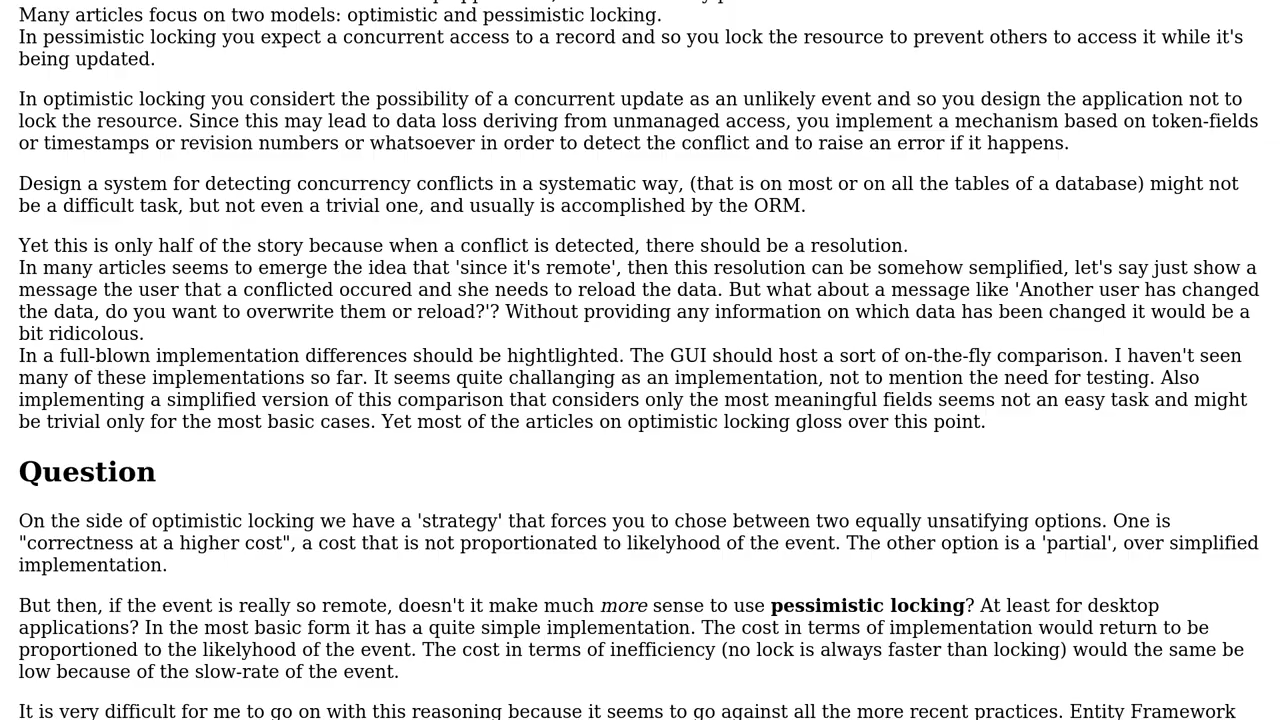 Many articles focus on two models: optimistic and pessimistic locking.
In pessimistic locking you expect a concurrent access to a record and so you lock the resource to prevent others to access it while it's
being updated.
In optimistic locking you considert the possibility of a concurrent update as an unlikely event and so you design the application not to
lock the resource. Since this may lead to data loss deriving from unmanaged access, you implement a mechanism based on token-fields
or timestamps or revision numbers or whatsoever in order to detect the conflict and to raise an error if it happens.
Design a system for detecting concurrency conflicts in a systematic way, (that is on most or on all the tables of a database) might not
be a difficult task, but not even a trivial one, and usually is accomplished by the ORM.
Yet this is only half of the story because when a conflict is detected, there should be a resolution.
In many articles seems to emerge the idea that 'since it's remote', then this resolution can be somehow semplified, let's say just show a
message the user that a conflicted occured and she needs to reload the data. But what about a message like 'Another user has changed
the data, do you want to overwrite them or reload?'? Without providing any information on which data has been changed it would be a
bit ridicolous.
In a full-blown implementation differences should be hightlighted. The GUI should host a sort of on-the-fly comparison. I haven't seen
many of these implementations so far. It seems quite challanging as an implementation, not to mention the need for testing. Also
implementing a simplified version of this comparison that considers only the most meaningful fields seems not an easy task and might
be trivial only for the most basic cases. Yet most of the articles on optimistic locking gloss over this point.
Question
On the side of optimistic locking we have a 'strategy' that forces you to chose between two equally unsatifying options. One is
"correctness at a higher cost", a cost that is not proportionated to likelyhood of the event. The other option is a 'partial', over simplified
implementation.
But then, if the event is really so remote, doesn't it make much more sense to use pessimistic locking? At least for desktop
applications? In the most basic form it has a quite simple implementation. The cost in terms of implementation would return to be
proportioned to the likelyhood of the event. The cost in terms of inefficiency (no lock is always faster than locking) would the same be
low because of the slow-rate of the event.
It is very difficult for me to go on with this reasoning because it seems to go against all the more recent practices. Entity Framework